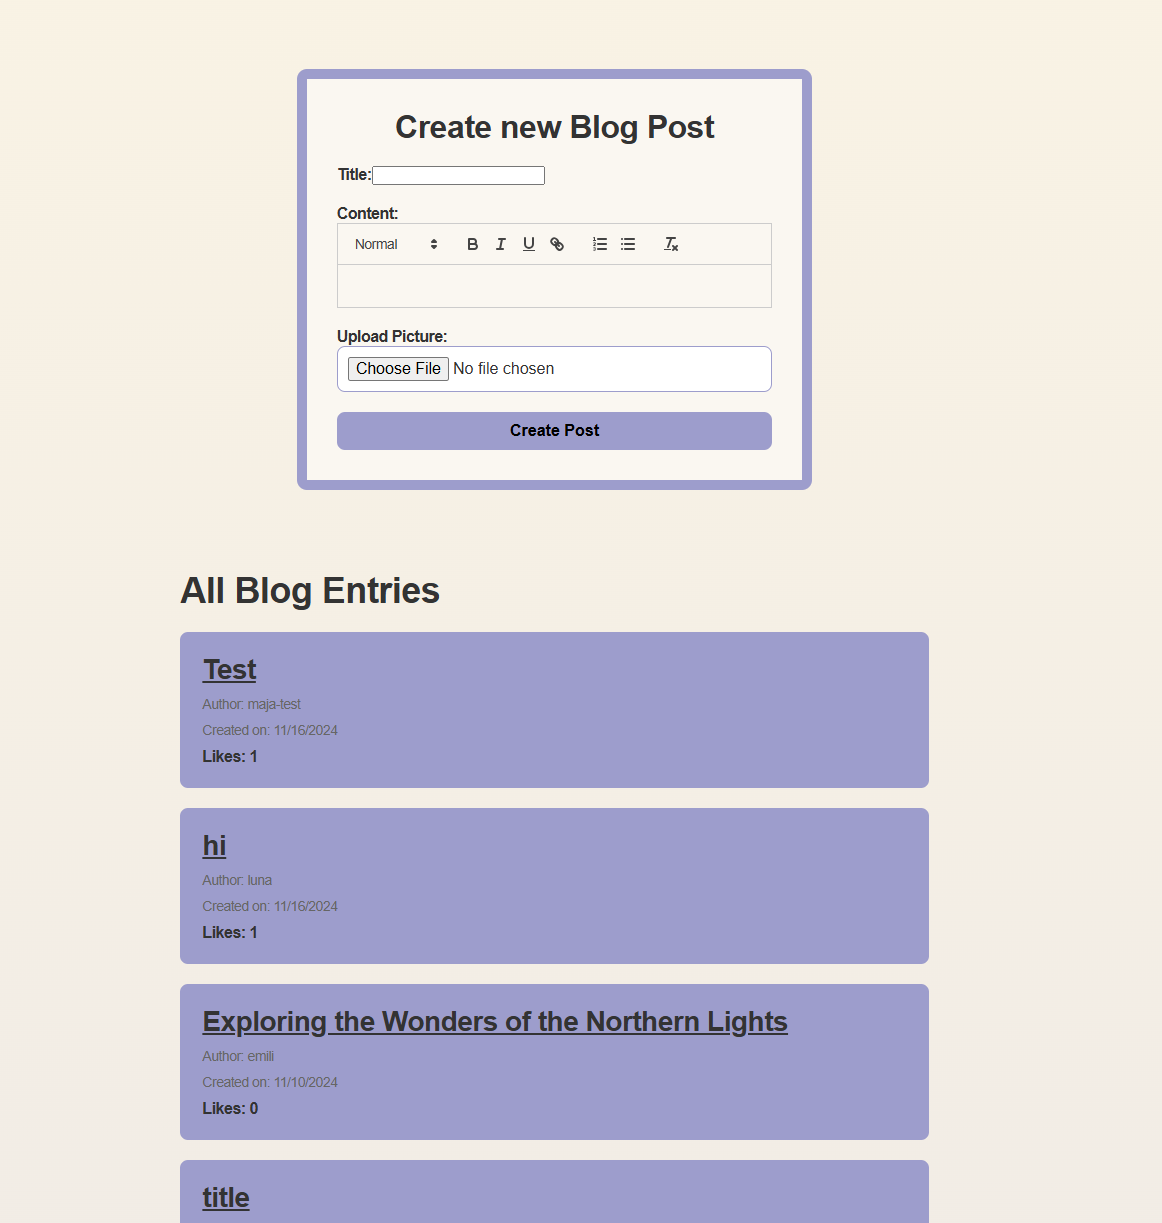 Create new Blog Post
Title:
Content:
Normal
Upload Picture:
Choose File No file chosen
Create Post
All Blog Entries
Test
Author: maja-test
Created on: 11/16/2024
Likes: 1
hi
Author: luna
Created on: 11/16/2024
Likes: 1
Exploring the Wonders of the Northern Lights
Author: emili
Created on: 11/10/2024
Likes: 0
title